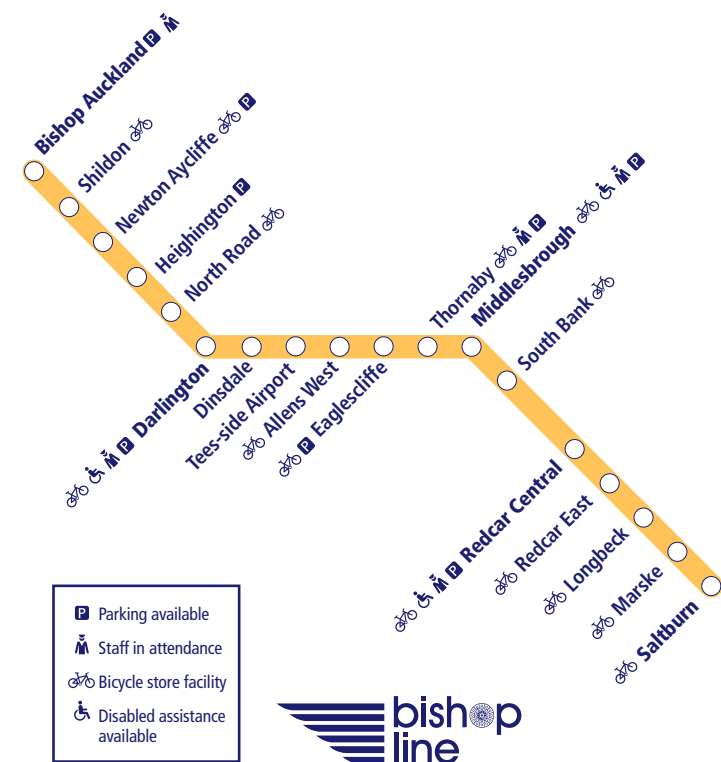 Bishop Auckland P
Shildon
Newton Aycliffe P
Heighington P
North Road
P Darlington
Dinsdale
Tees-side Airport
Allens West
P Eaglescliffe
Thornaby P
Middlesbrough P
South Bank
P Redcar Central
Redcar East
Longbeck
Marske
Saltburn
P Parking available
Staff in attendance
Bicycle store facility
Disabled assistance
available
bishop
line